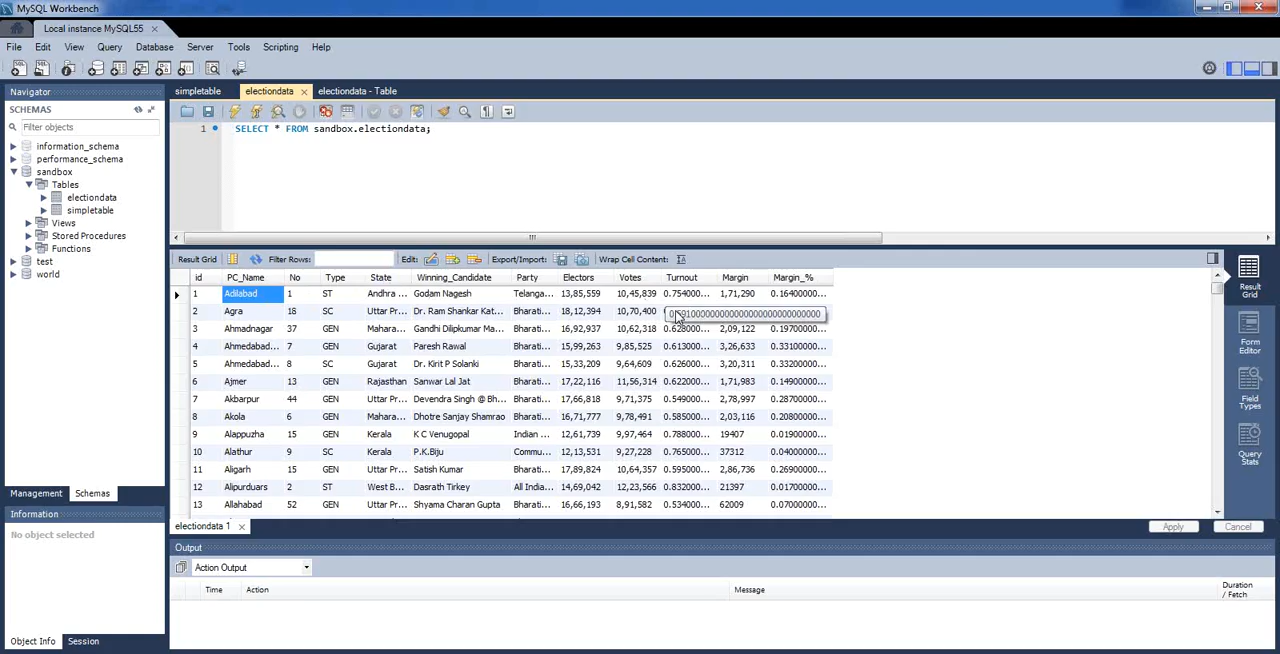 MySQL Workbench
Local instance MySQL55
File Edit View Query Database Server Tools Scripting Help
Navigator
SCHEMAS
Filter objects
information_schema
performance_schema
sandbox
Tables
electiondata
simpletable
Views
Stored Procedures
Functions
test
world
Management Schemas
Information
No object selected
Object Info Session
simpletable electiondata electiondata - Table
1 SELECT * FROM sandbox.electiondata;
Result Grid Filter Rows: Edit: Export/Import: Wrap Cell Content:
id PC_Name No Type State Winning_Candidate Party Electors Votes Turnout Margin Margin_%
1 Adilabad 1 ST Andhra ... Godam Nagesh Telanga... 13,85,559 10,45,839 0.754000... 1,71,290 0.16400000...
2 Agra 18 SC Uttar Pr... Dr. Ram Shankar Kat... Bharati... 18,12,394 10,70,400
3 Ahmadnagar 37 GEN Mahara... Gandhi Dilipkumar Ma... Bharati... 16,92,937 10,62,318 0.628000... 2,09,122 0.19700000...
4 Ahmedabad... 7 GEN Gujarat Paresh Rawal Bharati... 15,99,263 9,85,525 0.613000... 3,26,633 0.33100000...
5 Ahmedabad... 8 SC Gujarat Dr. Kirit P Solanki Bharati... 15,33,209 9,64,609 0.626000... 3,20,311 0.33200000...
6 Ajmer 13 GEN Rajasthan Sanwar Lal Jat Bharati... 17,22,116 11,56,314 0.622000... 1,71,983 0.14900000...
7 Akbarpur 44 GEN Uttar Pr... Devendra Singh @ Bh... Bharati... 17,66,818 9,71,375 0.549000... 2,78,997 0.28700000...
8 Akola 6 GEN Mahara... Dhotre Sanjay Shamrao Bharati... 16,71,777 9,78,491 0.585000... 2,03,116 0.20800000...
9 Alappuzha 15 GEN Kerala K C Venugopal Indian ... 12,61,739 9,97,464 0.788000... 19407 0.01900000...
10 Alathur 9 SC Kerala P.K.Biju Commu... 12,13,531 9,27,228 0.765000... 37312 0.04000000...
11 Aligarh 15 GEN Uttar Pr... Satish Kumar Bharati... 17,89,824 10,64,357 0.595000... 2,86,736 0.26900000...
12 Alipurduars 2 ST West B... Dasrath Tirkey All India... 14,69,042 12,23,566 0.832000... 21397 0.01700000...
13 Allahabad 52 GEN Uttar Pr... Shyama Charan Gupta Bharati... 16,66,193 8,91,582 0.534000... 62009 0.07000000...
Result Grid
Form Editor
Field Types
Query Stats
electiondata 1 Apply Cancel
Output
Action Output
Time Action Message Duration / Fetch